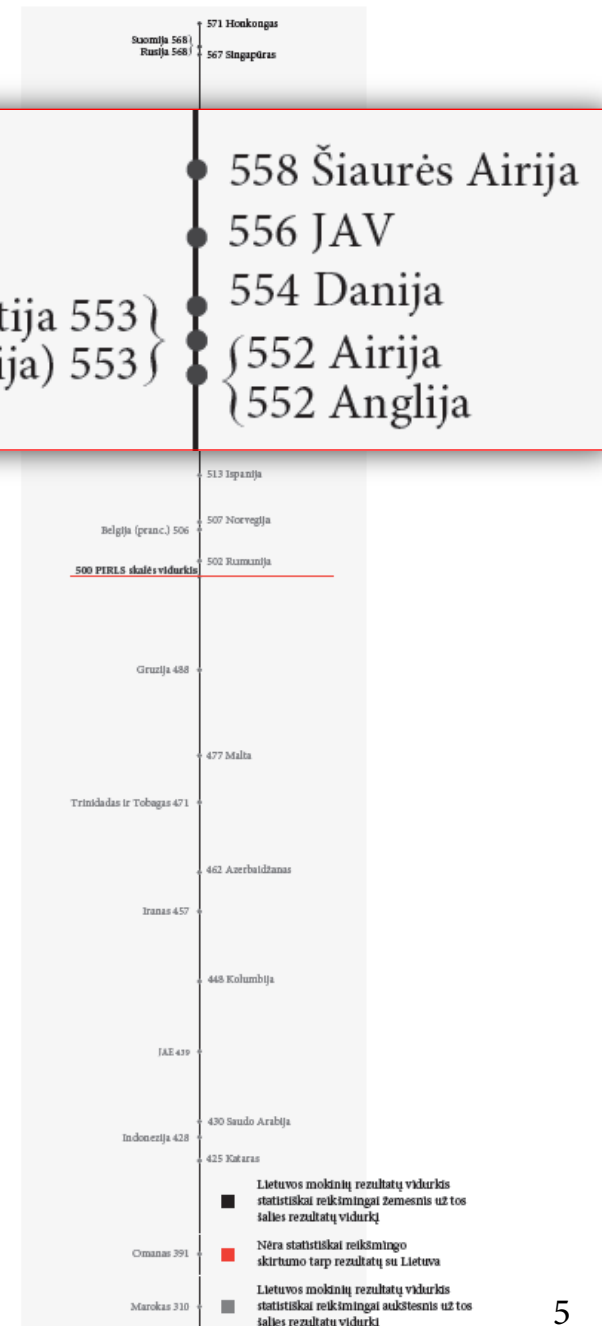 571 Honkongas
Suomija 568
Rusija 568
567 Singapūras
558 Šiaurės Airija
556 JAV
554 Danija
tija 553
ija) 553
552 Airija
552 Anglija
513 Ispanija
507 Norvegija
Belgija (pranc.) 506
502 Rumunija
500 PIRLS skalės vidurkis
Gruzija 488
477 Malta
Trinidadas ir Tobagas 471
462 Azerbaidžanas
Iranas 457
448 Kolumbija
JAE 439
430 Saudo Arabija
Indonezija 428
425 Kataras
Lietuvos mokinių rezultatų vidurkis
statistiškai reikšmingai žemesnis už tos
šalies rezultatų vidurkį
Omanas 391
Nėra statistiškai reikšmingo
skirtumo tarp rezultatų su Lietuva
Marokas 310
Lietuvos mokinių rezultatų vidurkis
statistiškai reikšmingai aukštesnis už tos
šalies rezultatų vidurkį
5